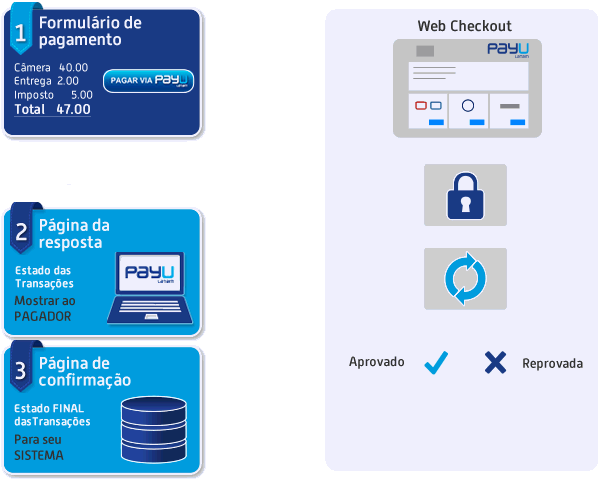 1
Formulário de
pagamento
Câmera 40.00
Entrega 2.00
Imposto 5.00
Total 47.00
PAGAR VIA PayU
Latam
2
Página da
resposta
Estado das
Transações
Mostrar ao
PAGADOR
PayU
Latam
3
Página de
confirmação
Estado FINAL
dasTransações
Para seu
SISTEMA
Web Checkout
PayU
Latam
Aprovado
Reprovada